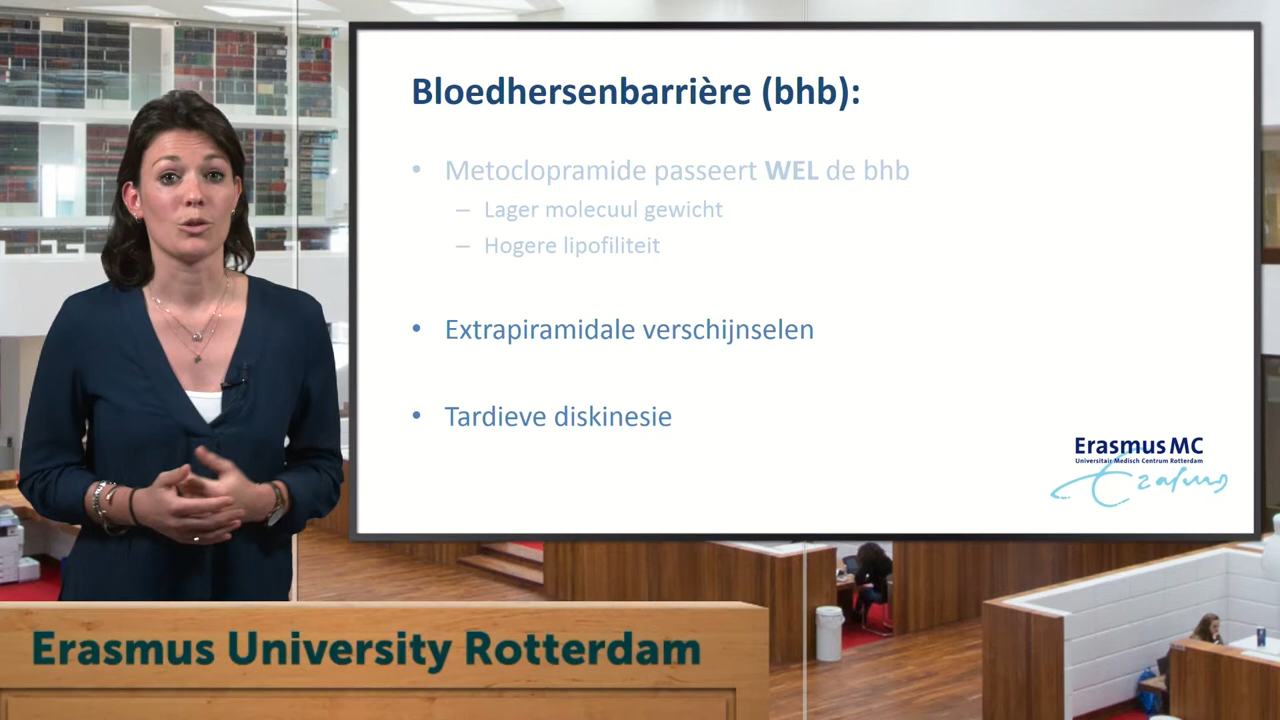 Bloedhersenbarrière (bhb):
• Metoclopramide passeert WEL de bhb
– Lager molecuul gewicht
– Hogere lipofiliteit
• Extrapiramidale verschijnselen
• Tardieve diskinesie
Erasmus MC
Universitair Medisch Centrum Rotterdam
Erasmus
Erasmus University Rotterdam